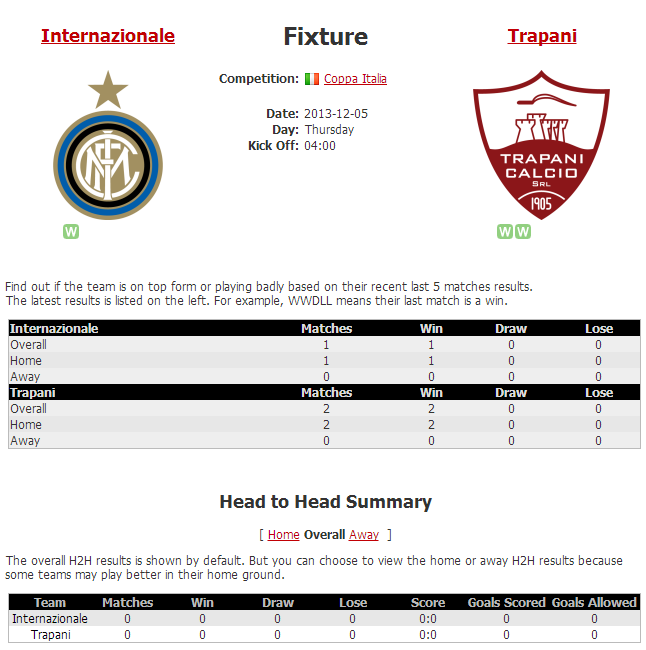 Internazionale
Fixture
Trapani
Competition: Coppa Italia
Date: 2013-12-05
Day: Thursday
Kick Off: 04:00
TRAPANI
CALCIO
SRL
1905
W
W W
Find out if the team is on top form or playing badly based on their recent last 5 matches results.
The latest results is listed on the left. For example, WWDLL means their last match is a win.
Internazionale Matches Win Draw Lose
Overall 1 1 0 0
Home 1 1 0 0
Away 0 0 0 0
Trapani Matches Win Draw Lose
Overall 2 2 0 0
Home 2 2 0 0
Away 0 0 0 0
Head to Head Summary
[ Home Overall Away ]
The overall H2H results is shown by default. But you can choose to view the home or away H2H results because
some teams may play better in their home ground.
Team Matches Win Draw Lose Score Goals Scored Goals Allowed
Internazionale 0 0 0 0 0:0 0 0
Trapani 0 0 0 0 0:0 0 0